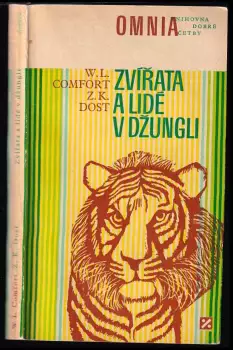 OMNIA
KNIHOVNA
DOBRÉ
ČETBY
W. L.
COMFORT
Z. K.
DOST
ZVÍŘATA
A LIDÉ
V DŽUNGLI
W. L. Comfort Z. K. Dost Zvířata a lidé v džungli